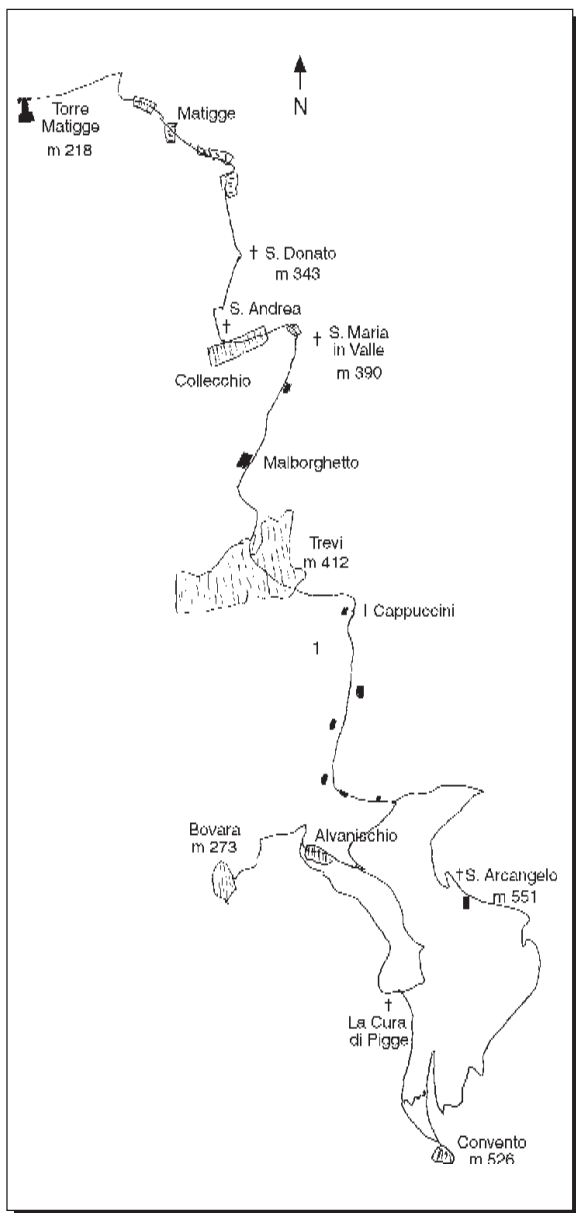 N
Torre
Matigge
m 218
Matigge
S. Donato
m 343
S. Andrea
S. Maria
in Valle
m 390
Collecchio
Malborghetto
Trevi
m 412
I Cappuccini
1
Bovara
m 273
Alvanischio
S. Arcangelo
m 551
La Cura
di Pigge
Convento
m 526